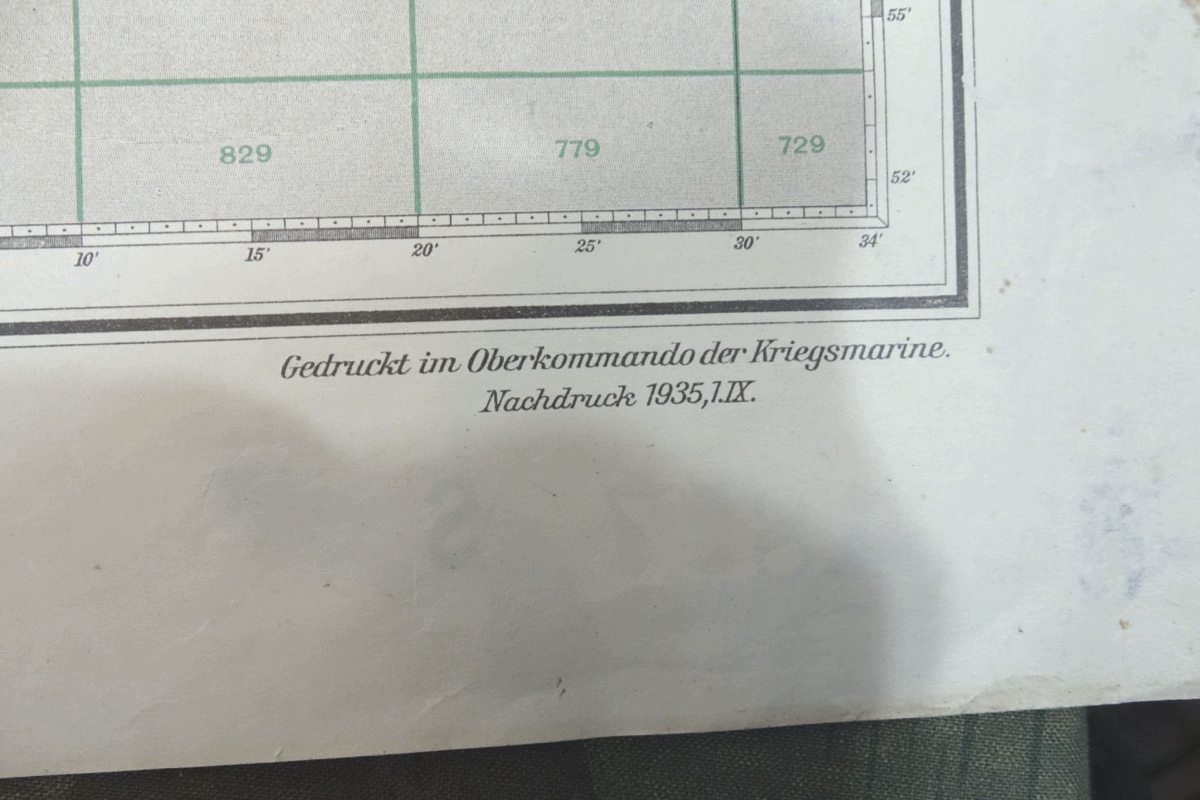 55'
829 779 729
52'
10' 15' 20' 25' 30' 34'
Gedruckt im Oberkommando der Kriegsmarine.
Nachdruck 1935, 1.IX.